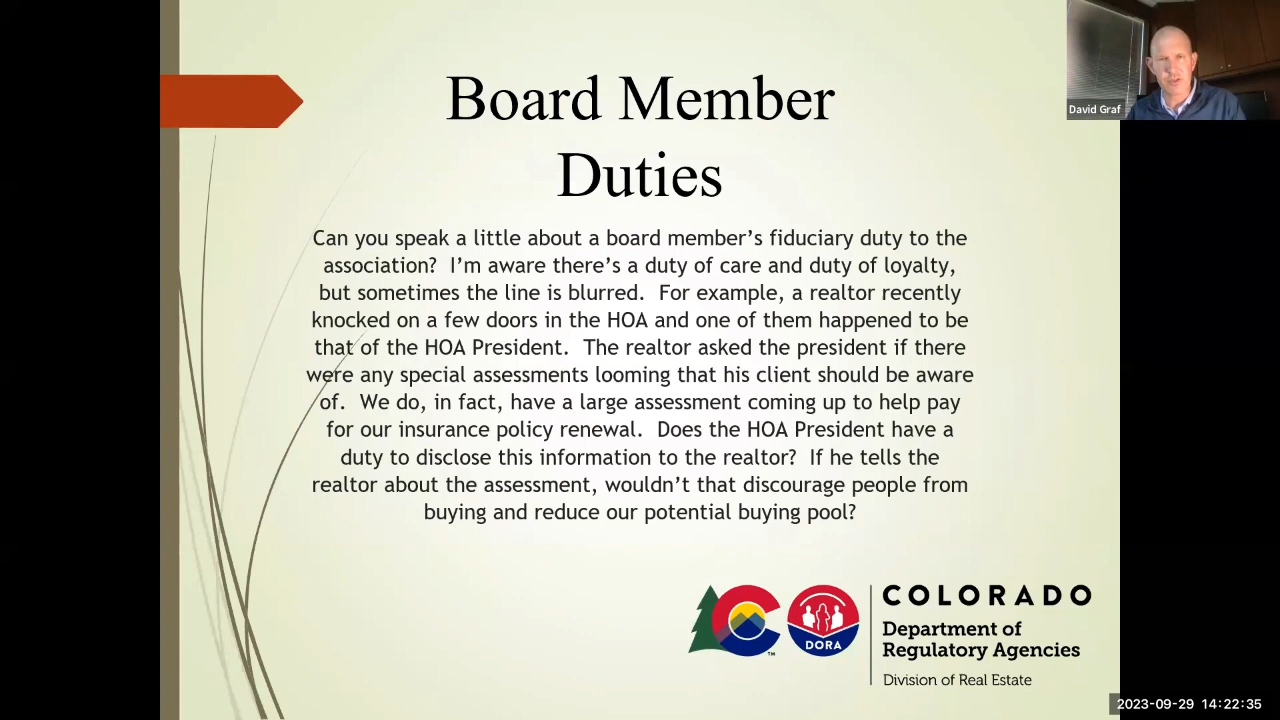 Board Member
Duties
David Graf
Can you speak a little about a board member’s fiduciary duty to the
association?  I’m aware there’s a duty of care and duty of loyalty,
but sometimes the line is blurred.  For example, a realtor recently
knocked on a few doors in the HOA and one of them happened to be
that of the HOA President.  The realtor asked the president if there
were any special assessments looming that his client should be aware
of.  We do, in fact, have a large assessment coming up to help pay
for our insurance policy renewal.  Does the HOA President have a
duty to disclose this information to the realtor?  If he tells the
realtor about the assessment, wouldn’t that discourage people from
buying and reduce our potential buying pool?
COLORADO
Department of
Regulatory Agencies
Division of Real Estate
DORA
TM
2023-09-29 14:22:35